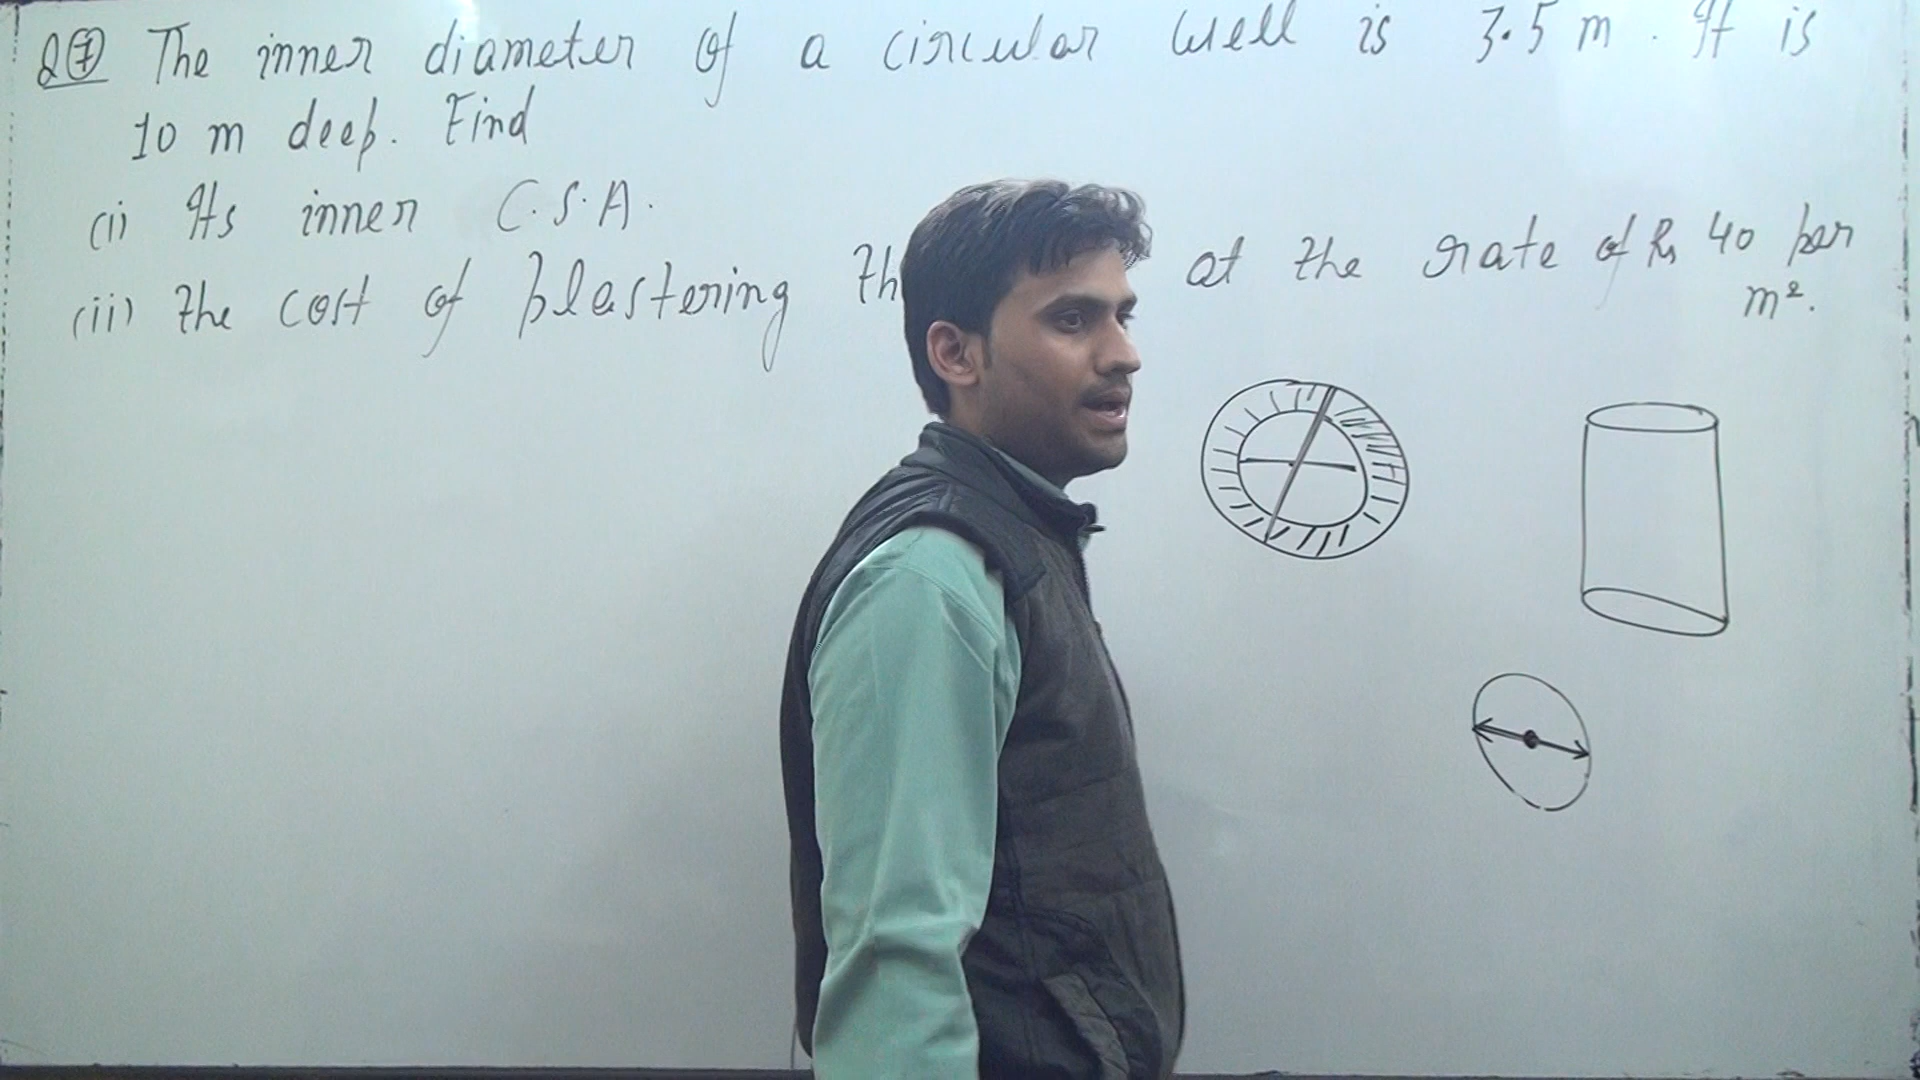 Q⑦ The inner diameter of a circular well is 3.5 m. It is
10 m deep. Find
(i) Its inner C.S.A.
(ii) the cost of plastering at the rate of Rs 40 per
m².